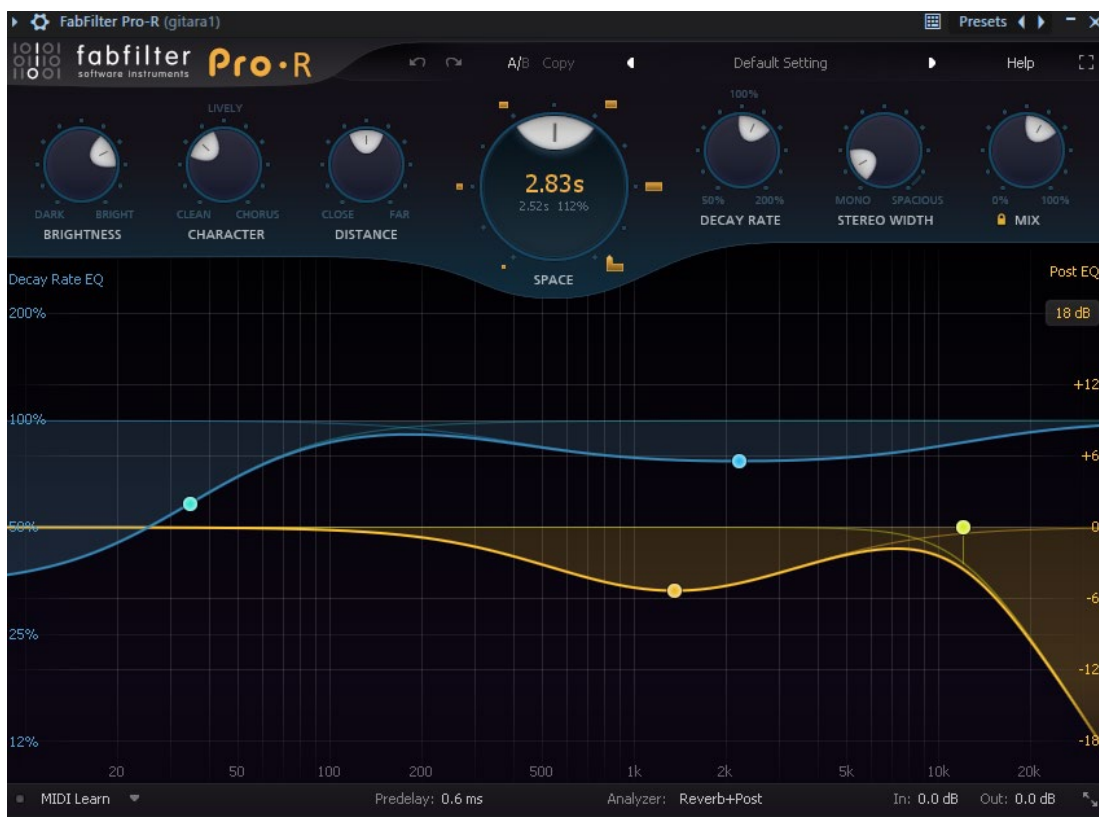 FabFilter Pro-R (gitara1) Presets
fabfilter Pro·R A/B Copy Default Setting Help
software instruments
LIVELY 100%
2.83s
2.52s 112%
50% 200% MONO SPACIOUS 0% 100%
DARK BRIGHT CLEAN CHORUS CLOSE FAR DECAY RATE STEREO WIDTH MIX
BRIGHTNESS CHARACTER DISTANCE
SPACE
Decay Rate EQ Post EQ
200% 18 dB
+12
100%
+6
50% 0
-6
25%
-12
12% -18
20 50 100 200 500 1k 2k 5k 10k 20k
MIDI Learn Predelay: 0.6 ms Analyzer: Reverb+Post In: 0.0 dB Out: 0.0 dB